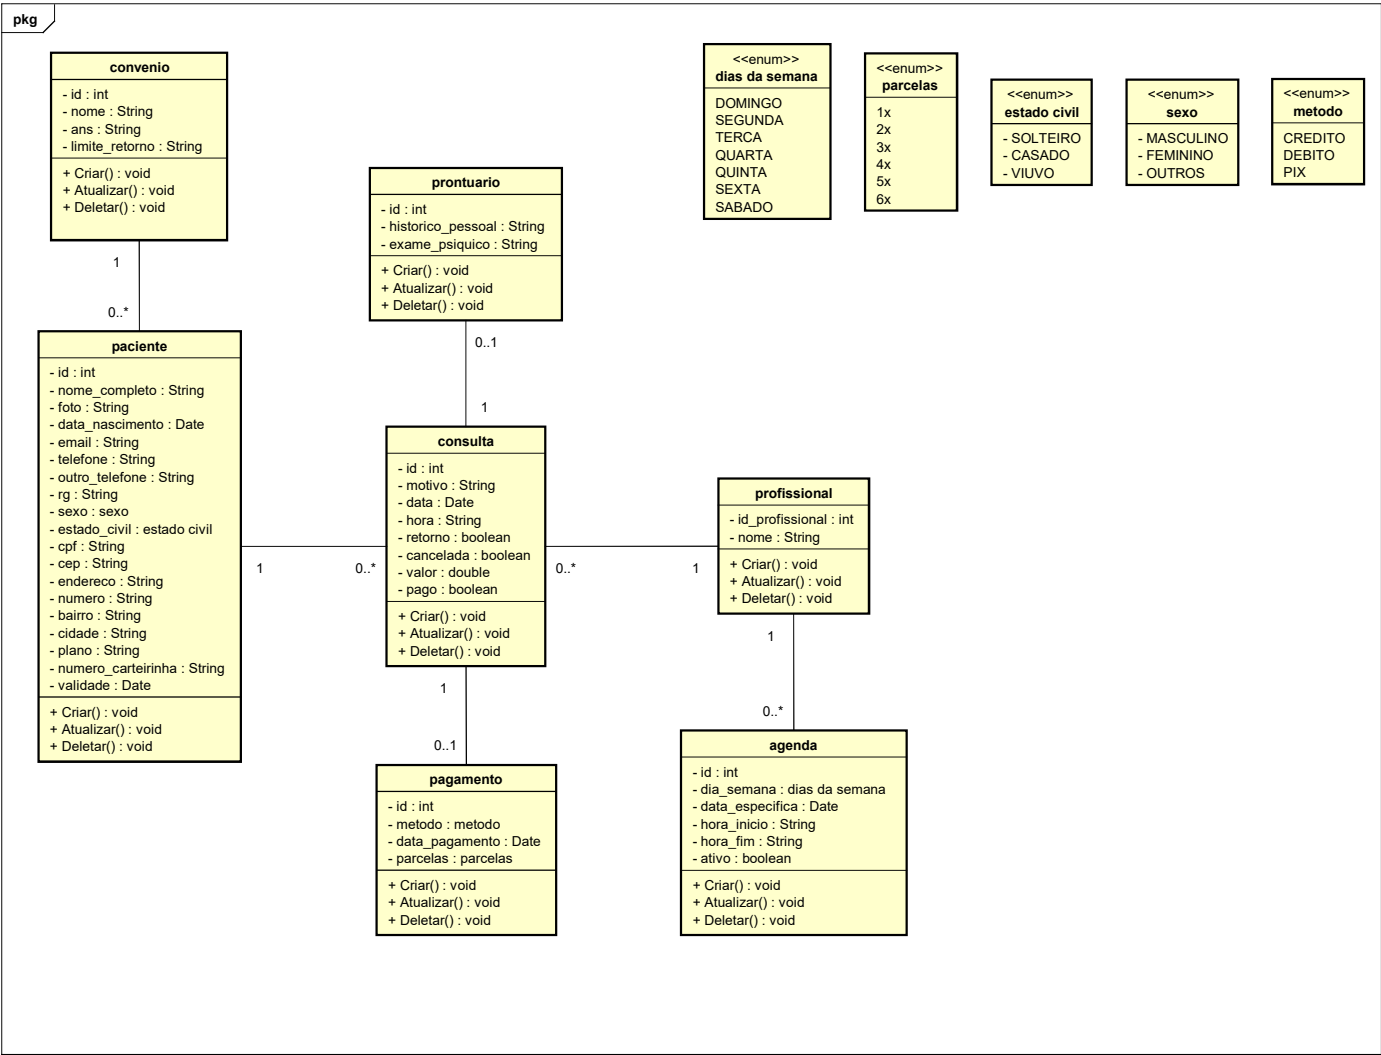 pkg
convenio
- id : int
- nome : String
- ans : String
- limite_retorno : String
+ Criar() : void
+ Atualizar() : void
+ Deletar() : void
1
0..*
paciente
- id : int
- nome_completo : String
- foto : String
- data_nascimento : Date
- email : String
- telefone : String
- outro_telefone : String
- rg : String
- sexo : sexo
- estado_civil : estado civil
- cpf : String
- cep : String
- endereco : String
- numero : String
- bairro : String
- cidade : String
- plano : String
- numero_carteirinha : String
- validade : Date
+ Criar() : void
+ Atualizar() : void
+ Deletar() : void
1
0..*
prontuario
- id : int
- historico_pessoal : String
- exame_psiquico : String
+ Criar() : void
+ Atualizar() : void
+ Deletar() : void
0..1
1
consulta
- id : int
- motivo : String
- data : Date
- hora : String
- retorno : boolean
- cancelada : boolean
- valor : double
- pago : boolean
+ Criar() : void
+ Atualizar() : void
+ Deletar() : void
1
0..1
pagamento
- id : int
- metodo : metodo
- data_pagamento : Date
- parcelas : parcelas
+ Criar() : void
+ Atualizar() : void
+ Deletar() : void
0..*
1
profissional
- id_profissional : int
- nome : String
+ Criar() : void
+ Atualizar() : void
+ Deletar() : void
1
0..*
agenda
- id : int
- dia_semana : dias da semana
- data_especifica : Date
- hora_inicio : String
- hora_fim : String
- ativo : boolean
+ Criar() : void
+ Atualizar() : void
+ Deletar() : void
<<enum>>
dias da semana
DOMINGO
SEGUNDA
TERCA
QUARTA
QUINTA
SEXTA
SABADO
<<enum>>
parcelas
1x
2x
3x
4x
5x
6x
<<enum>>
estado civil
- SOLTEIRO
- CASADO
- VIUVO
<<enum>>
sexo
- MASCULINO
- FEMININO
- OUTROS
<<enum>>
metodo
CREDITO
DEBITO
PIX